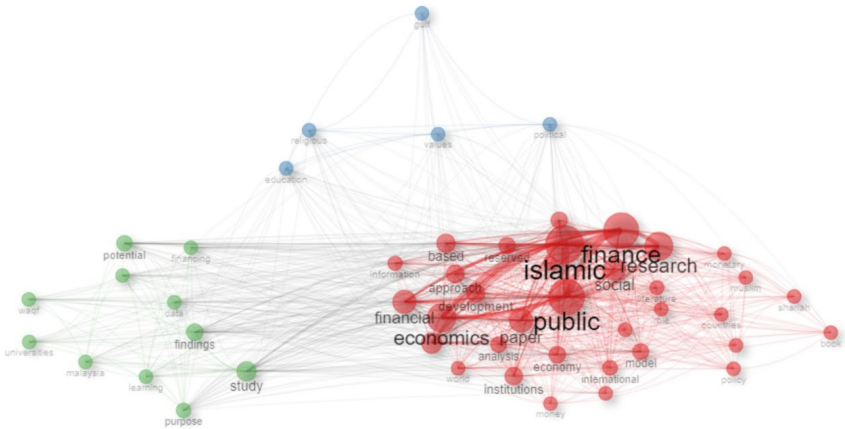 gulf
religious
values
political
education
potential
financing
based
reserved
finance
information
islamic
research
monetary
approach
social
muslim
waqf
data
development
literature
shariah
financial
public
countries
universities
findings
economics
paper
book
analysis
malaysia
economy
model
learning
study
world
institutions
international
policy
purpose
money